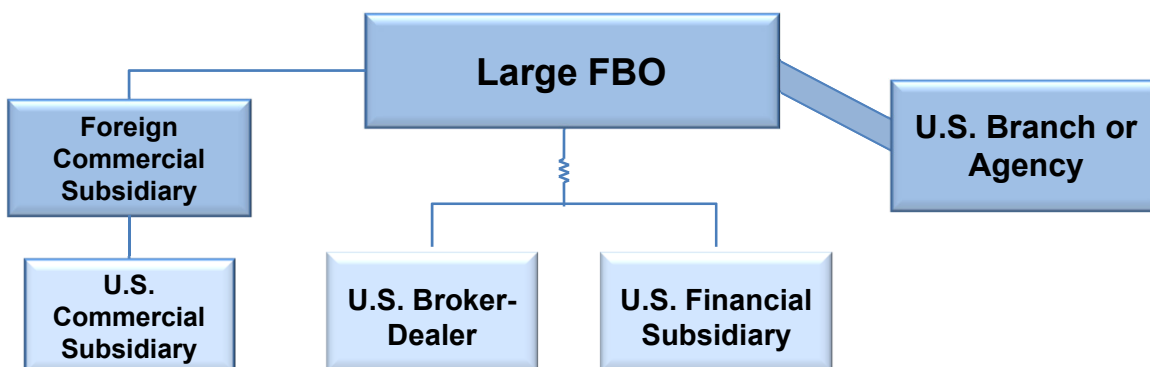 Large FBO
Foreign
Commercial
Subsidiary
U.S. Branch or
Agency
U.S.
Commercial
Subsidiary
U.S. Broker-
Dealer
U.S. Financial
Subsidiary